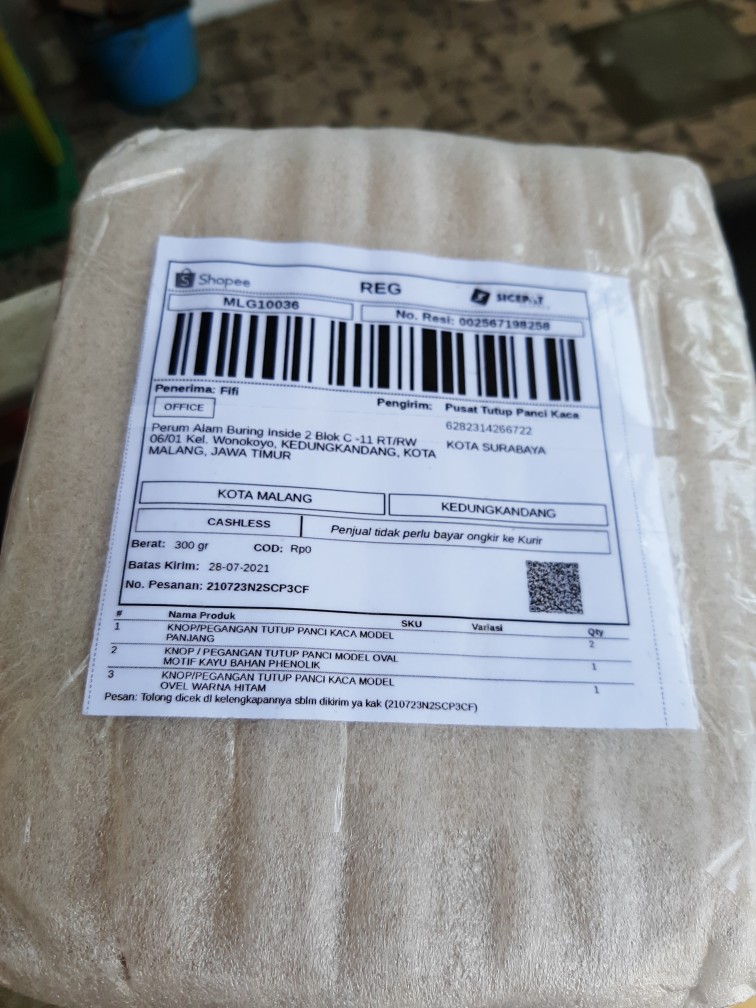 Shopee
REG
SICEPAT
MLG10036
No. Resi: 002567198258
Penerima: Fifi
Pengirim: Pusat Tutup Panci Kaca
OFFICE
6282314266722
KOTA SURABAYA
Perum Alam Buring Inside 2 Blok C -11 RT/RW
06/01 Kel. Wonokoyo, KEDUNGKANDANG, KOTA
MALANG, JAWA TIMUR
KOTA MALANG
KEDUNGKANDANG
CASHLESS
Penjual tidak perlu bayar ongkir ke Kurir
Berat: 300 gr COD: Rp0
Batas Kirim: 28-07-2021
No. Pesanan: 210723N2SCP3CF
# Nama Produk SKU Variasi Qty
1 KNOP/PEGANGAN TUTUP PANCI KACA MODEL 2
PANJANG
2 KNOP / PEGANGAN TUTUP PANCI MODEL OVAL 1
MOTIF KAYU BAHAN PHENOLIK
3 KNOP/PEGANGAN TUTUP PANCI KACA MODEL 1
OVEL WARNA HITAM
Pesan: Tolong dicek dl kelengkapannya sblm dikirim ya kak (210723N2SCP3CF)